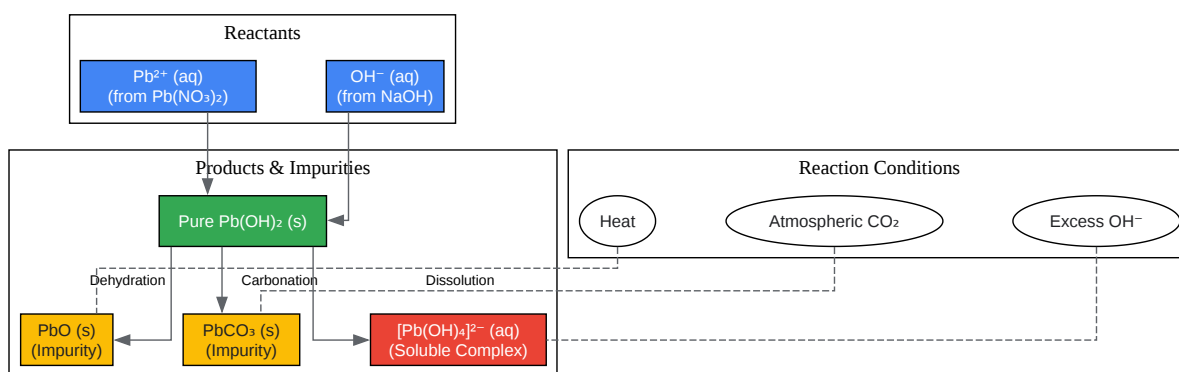 Reactants
Pb²⁺ (aq)
(from Pb(NO₃)₂)
OH⁻ (aq)
(from NaOH)
Products & Impurities
Reaction Conditions
Pure Pb(OH)₂ (s)
Heat
Atmospheric CO₂
Excess OH⁻
Dehydration
Carbonation
Dissolution
PbO (s)
(Impurity)
PbCO₃ (s)
(Impurity)
[Pb(OH)₄]²⁻ (aq)
(Soluble Complex)